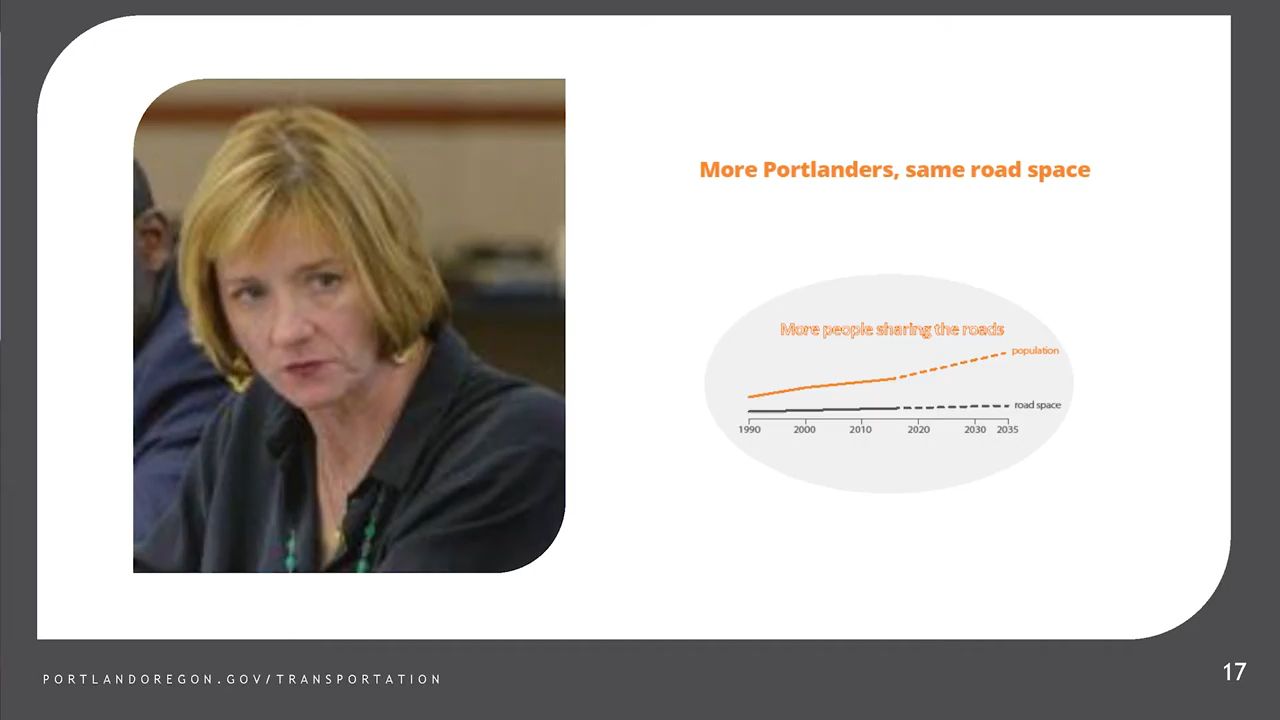 More Portlanders, same road space
More people sharing the roads
population
road space
1990 2000 2010 2020 2030 2035
PORTLANDOREGON.GOV/TRANSPORTATION
17